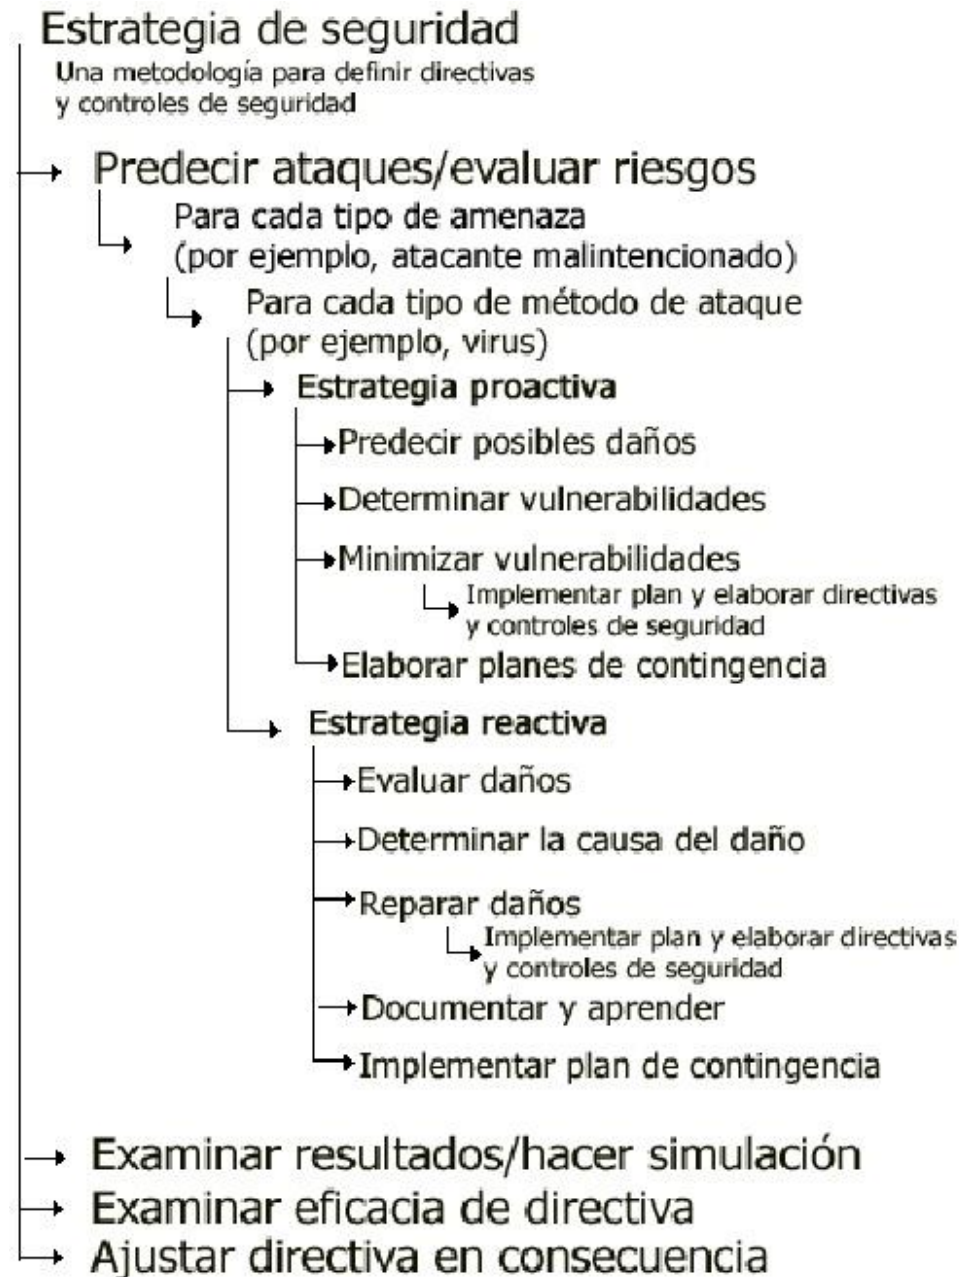 Estrategia de seguridad
Una metodología para definir directivas
y controles de seguridad
Predecir ataques/evaluar riesgos
Para cada tipo de amenaza
(por ejemplo, atacante malintencionado)
Para cada tipo de método de ataque
(por ejemplo, virus)
Estrategia proactiva
Predecir posibles daños
Determinar vulnerabilidades
Minimizar vulnerabilidades
Implementar plan y elaborar directivas
y controles de seguridad
Elaborar planes de contingencia
Estrategia reactiva
Evaluar daños
Determinar la causa del daño
Reparar daños
Implementar plan y elaborar directivas
y controles de seguridad
Documentar y aprender
Implementar plan de contingencia
Examinar resultados/hacer simulación
Examinar eficacia de directiva
Ajustar directiva en consecuencia